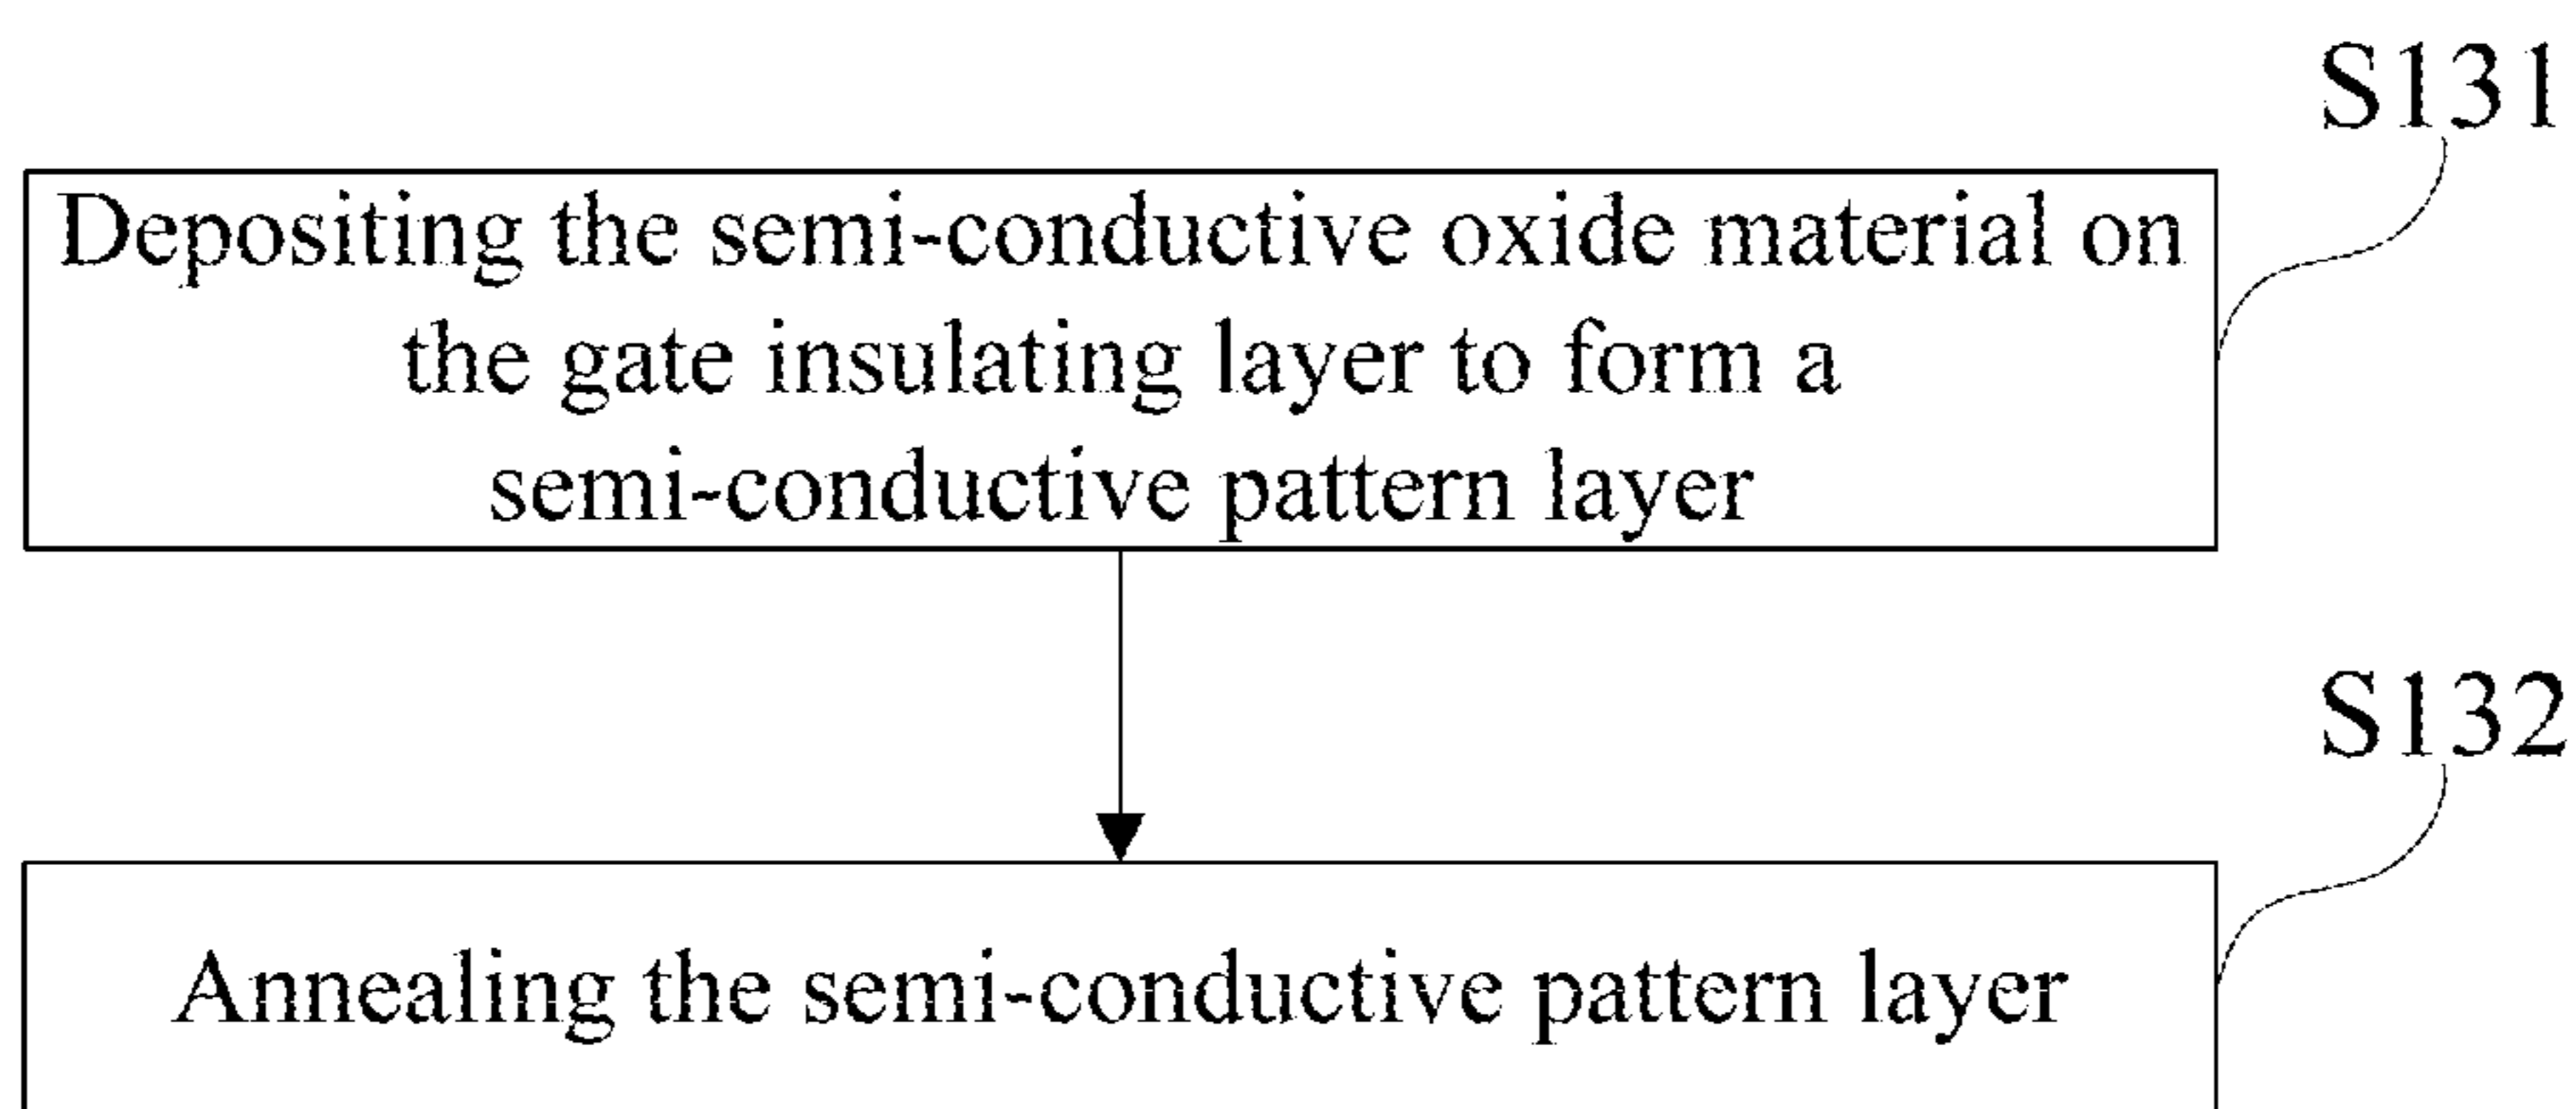 S131
Depositing the semi-conductive oxide material on
the gate insulating layer to form a
semi-conductive pattern layer
S132
Annealing the semi-conductive pattern layer